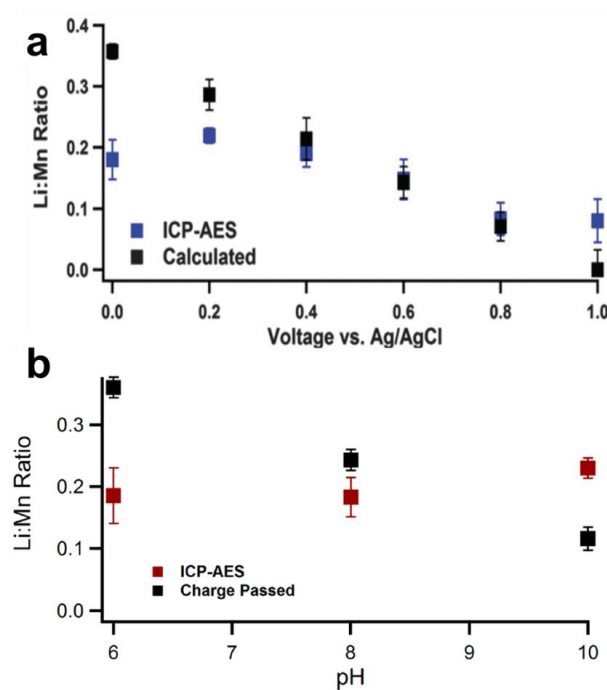 a
Li:Mn Ratio
0.4
0.3
0.2
0.1
0.0
ICP-AES
Calculated
0.0 0.2 0.4 0.6 0.8 1.0
Voltage vs. Ag/AgCl
b
Li:Mn Ratio
0.3
0.2
0.1
0.0
ICP-AES
Charge Passed
6 7 8 9 10
pH